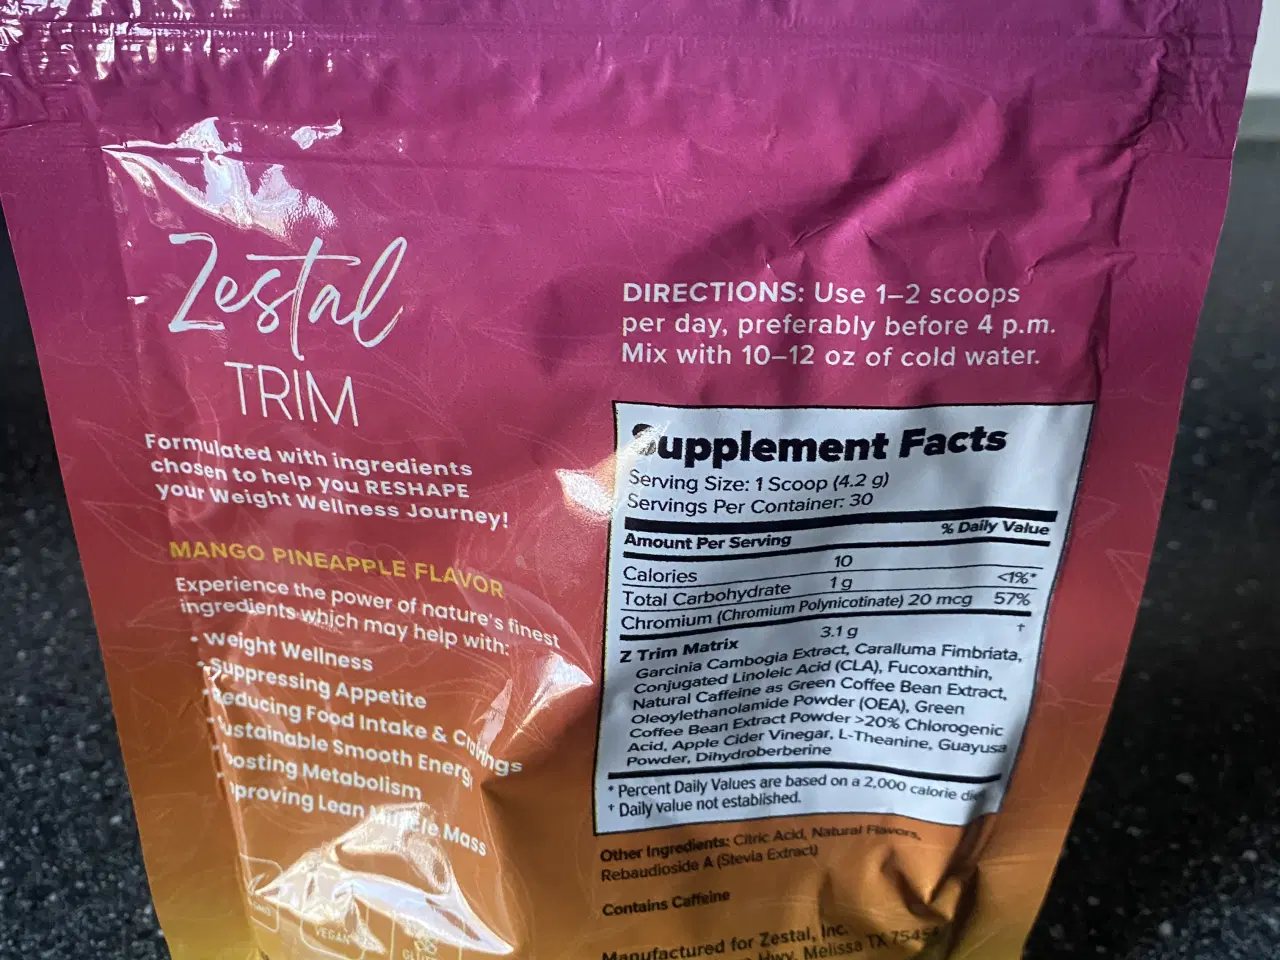 Zestal
TRIM
Formulated with ingredients
chosen to help you RESHAPE
your Weight Wellness Journey!
MANGO PINEAPPLE FLAVOR
Experience the power of nature's finest
ingredients which may help with:
• Weight Wellness
• Suppressing Appetite
• Reducing Food Intake & Cravings
• Sustainable Smooth Energy
Boosting Metabolism
Improving Lean Muscle Mass
VEGAN
DIRECTIONS: Use 1–2 scoops
per day, preferably before 4 p.m.
Mix with 10–12 oz of cold water.
Supplement Facts
Serving Size: 1 Scoop (4.2 g)
Servings Per Container: 30
% Daily Value
Amount Per Serving
Calories 10
Total Carbohydrate 1 g <1%*
Chromium (Chromium Polynicotinate) 20 mcg 57%
Z Trim Matrix 3.1 g †
Garcinia Cambogia Extract, Caralluma Fimbriata,
Conjugated Linoleic Acid (CLA), Fucoxanthin,
Natural Caffeine as Green Coffee Bean Extract,
Oleoylethanolamide Powder (OEA), Green
Coffee Bean Extract Powder >20% Chlorogenic
Acid, Apple Cider Vinegar, L-Theanine, Guayusa
Powder, Dihydroberberine
* Percent Daily Values are based on a 2,000 calorie diet
† Daily value not established.
Other Ingredients: Citric Acid, Natural Flavors,
Rebaudioside A (Stevia Extract)
Contains Caffeine
Manufactured for Zestal, Inc.
Hwy, Melissa TX 75454